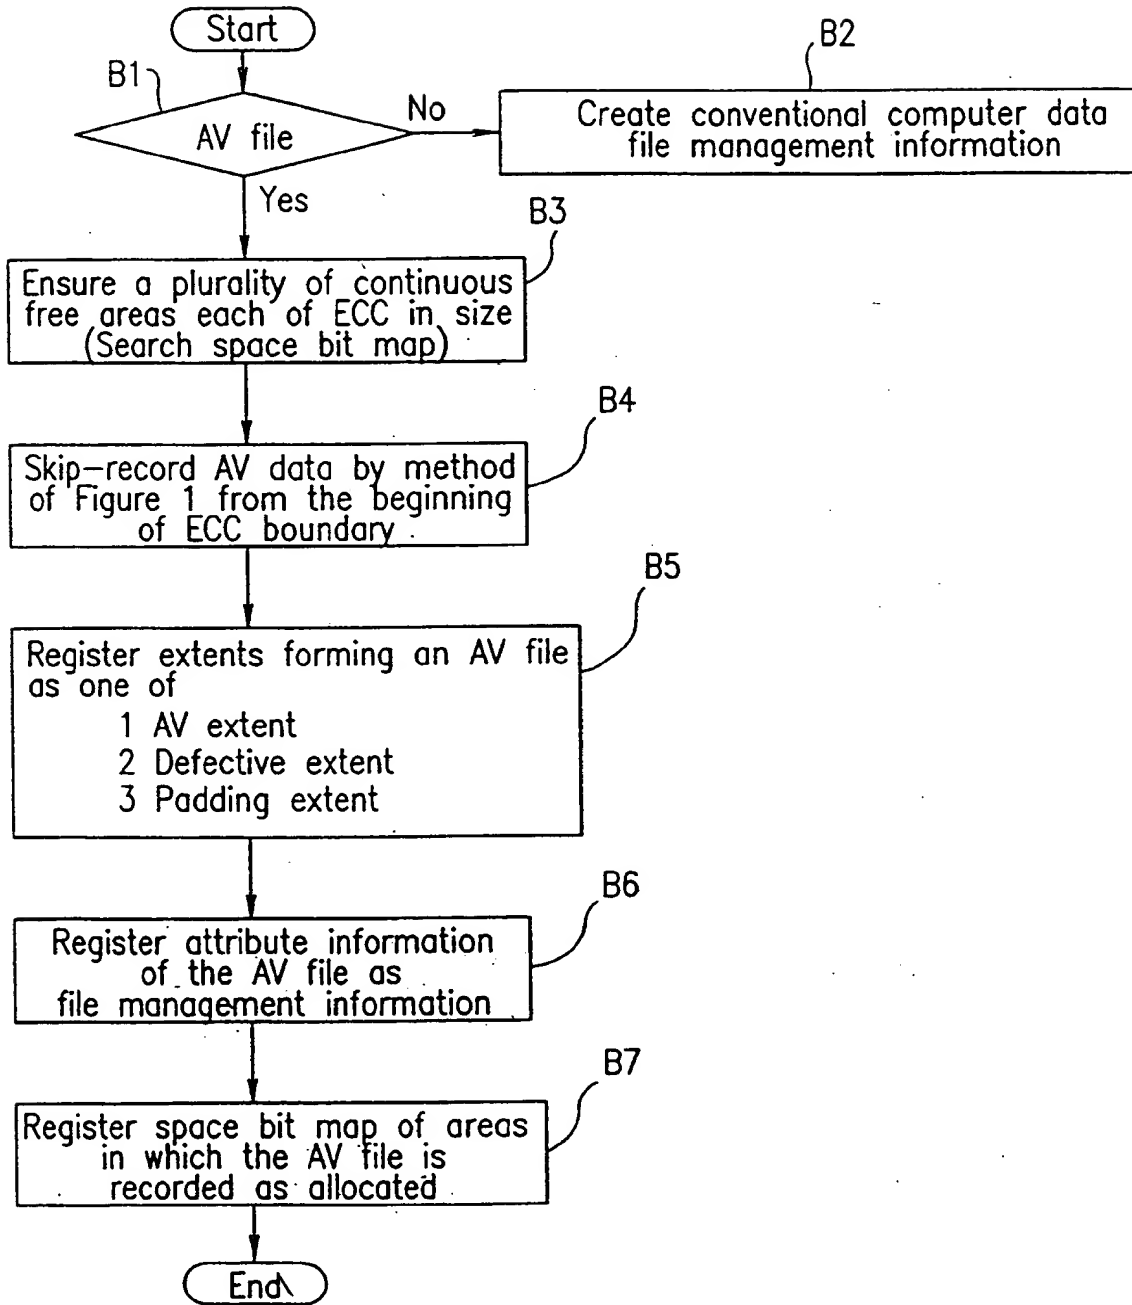 Start
B1
AV file
No
B2
Create conventional computer data
file management information
Yes
B3
Ensure a plurality of continuous
free areas each of ECC in size
(Search space bit map)
B4
Skip-record AV data by method
of Figure 1 from the beginning
of ECC boundary
B5
Register extents forming an AV file
as one of
1 AV extent
2 Defective extent
3 Padding extent
B6
Register attribute information
of the AV file as
file management information
B7
Register space bit map of areas
in which the AV file is
recorded as allocated
End